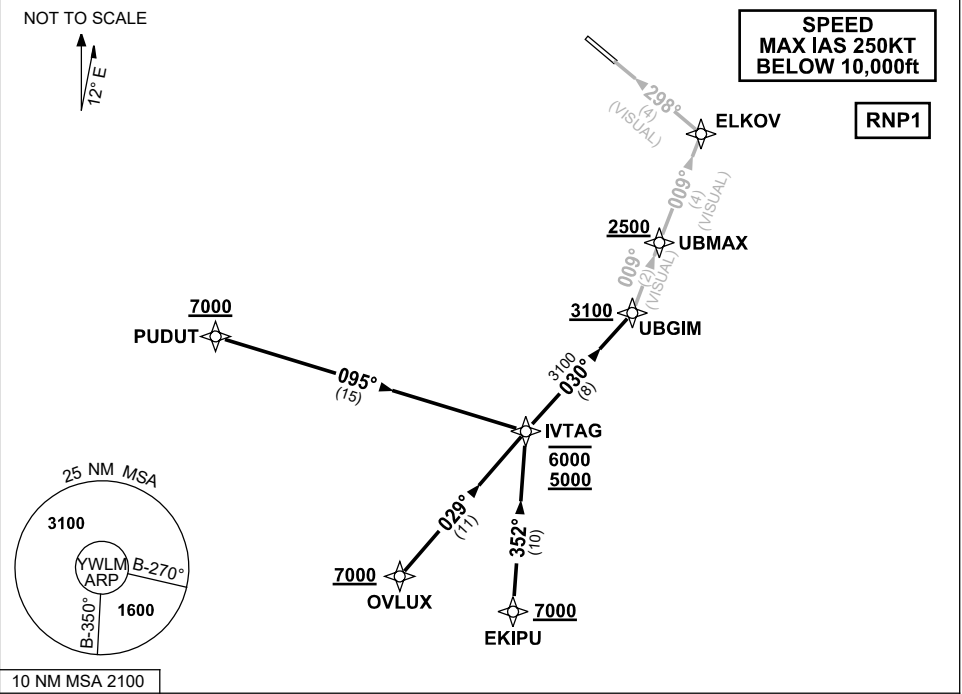 NOT TO SCALE
12° E
SPEED
MAX IAS 250KT
BELOW 10,000ft
RNP1
298°
(4)
(VISUAL)
ELKOV
009°
(4)
(VISUAL)
2500
UBMAX
009°
(2)
(VISUAL)
3100
UBGIM
7000
PUDUT
095°
(15)
3100
030°
(8)
IVTAG
6000
5000
029°
(11)
352°
(10)
7000
OVLUX
7000
EKIPU
25 NM MSA
3100
YWLM
ARP
B-270°
B-350°
1600
10 NM MSA 2100